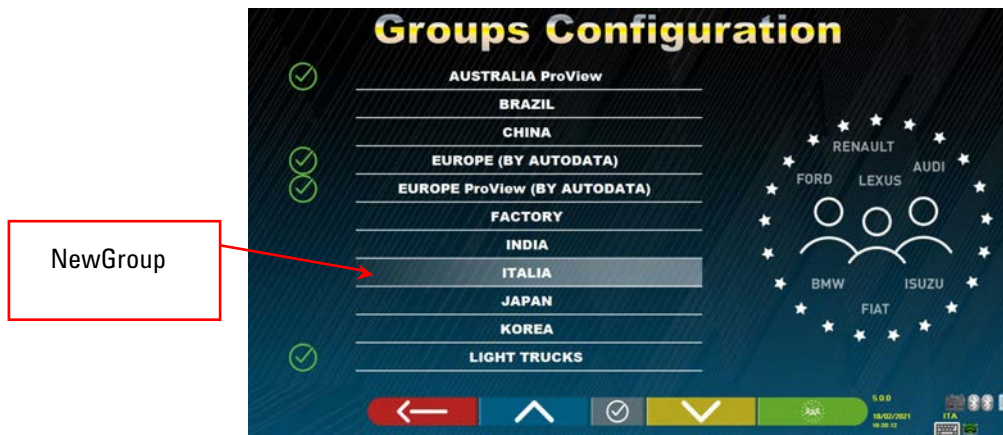 Groups Configuration
AUSTRALIA ProView
BRAZIL
CHINA
EUROPE (BY AUTODATA)
EUROPE ProView (BY AUTODATA)
FACTORY
INDIA
ITALIA
JAPAN
KOREA
LIGHT TRUCKS
NewGroup
RENAULT
AUDI
FORD
LEXUS
BMW
ISUZU
FIAT
5.0.0
18/02/2021
ITA